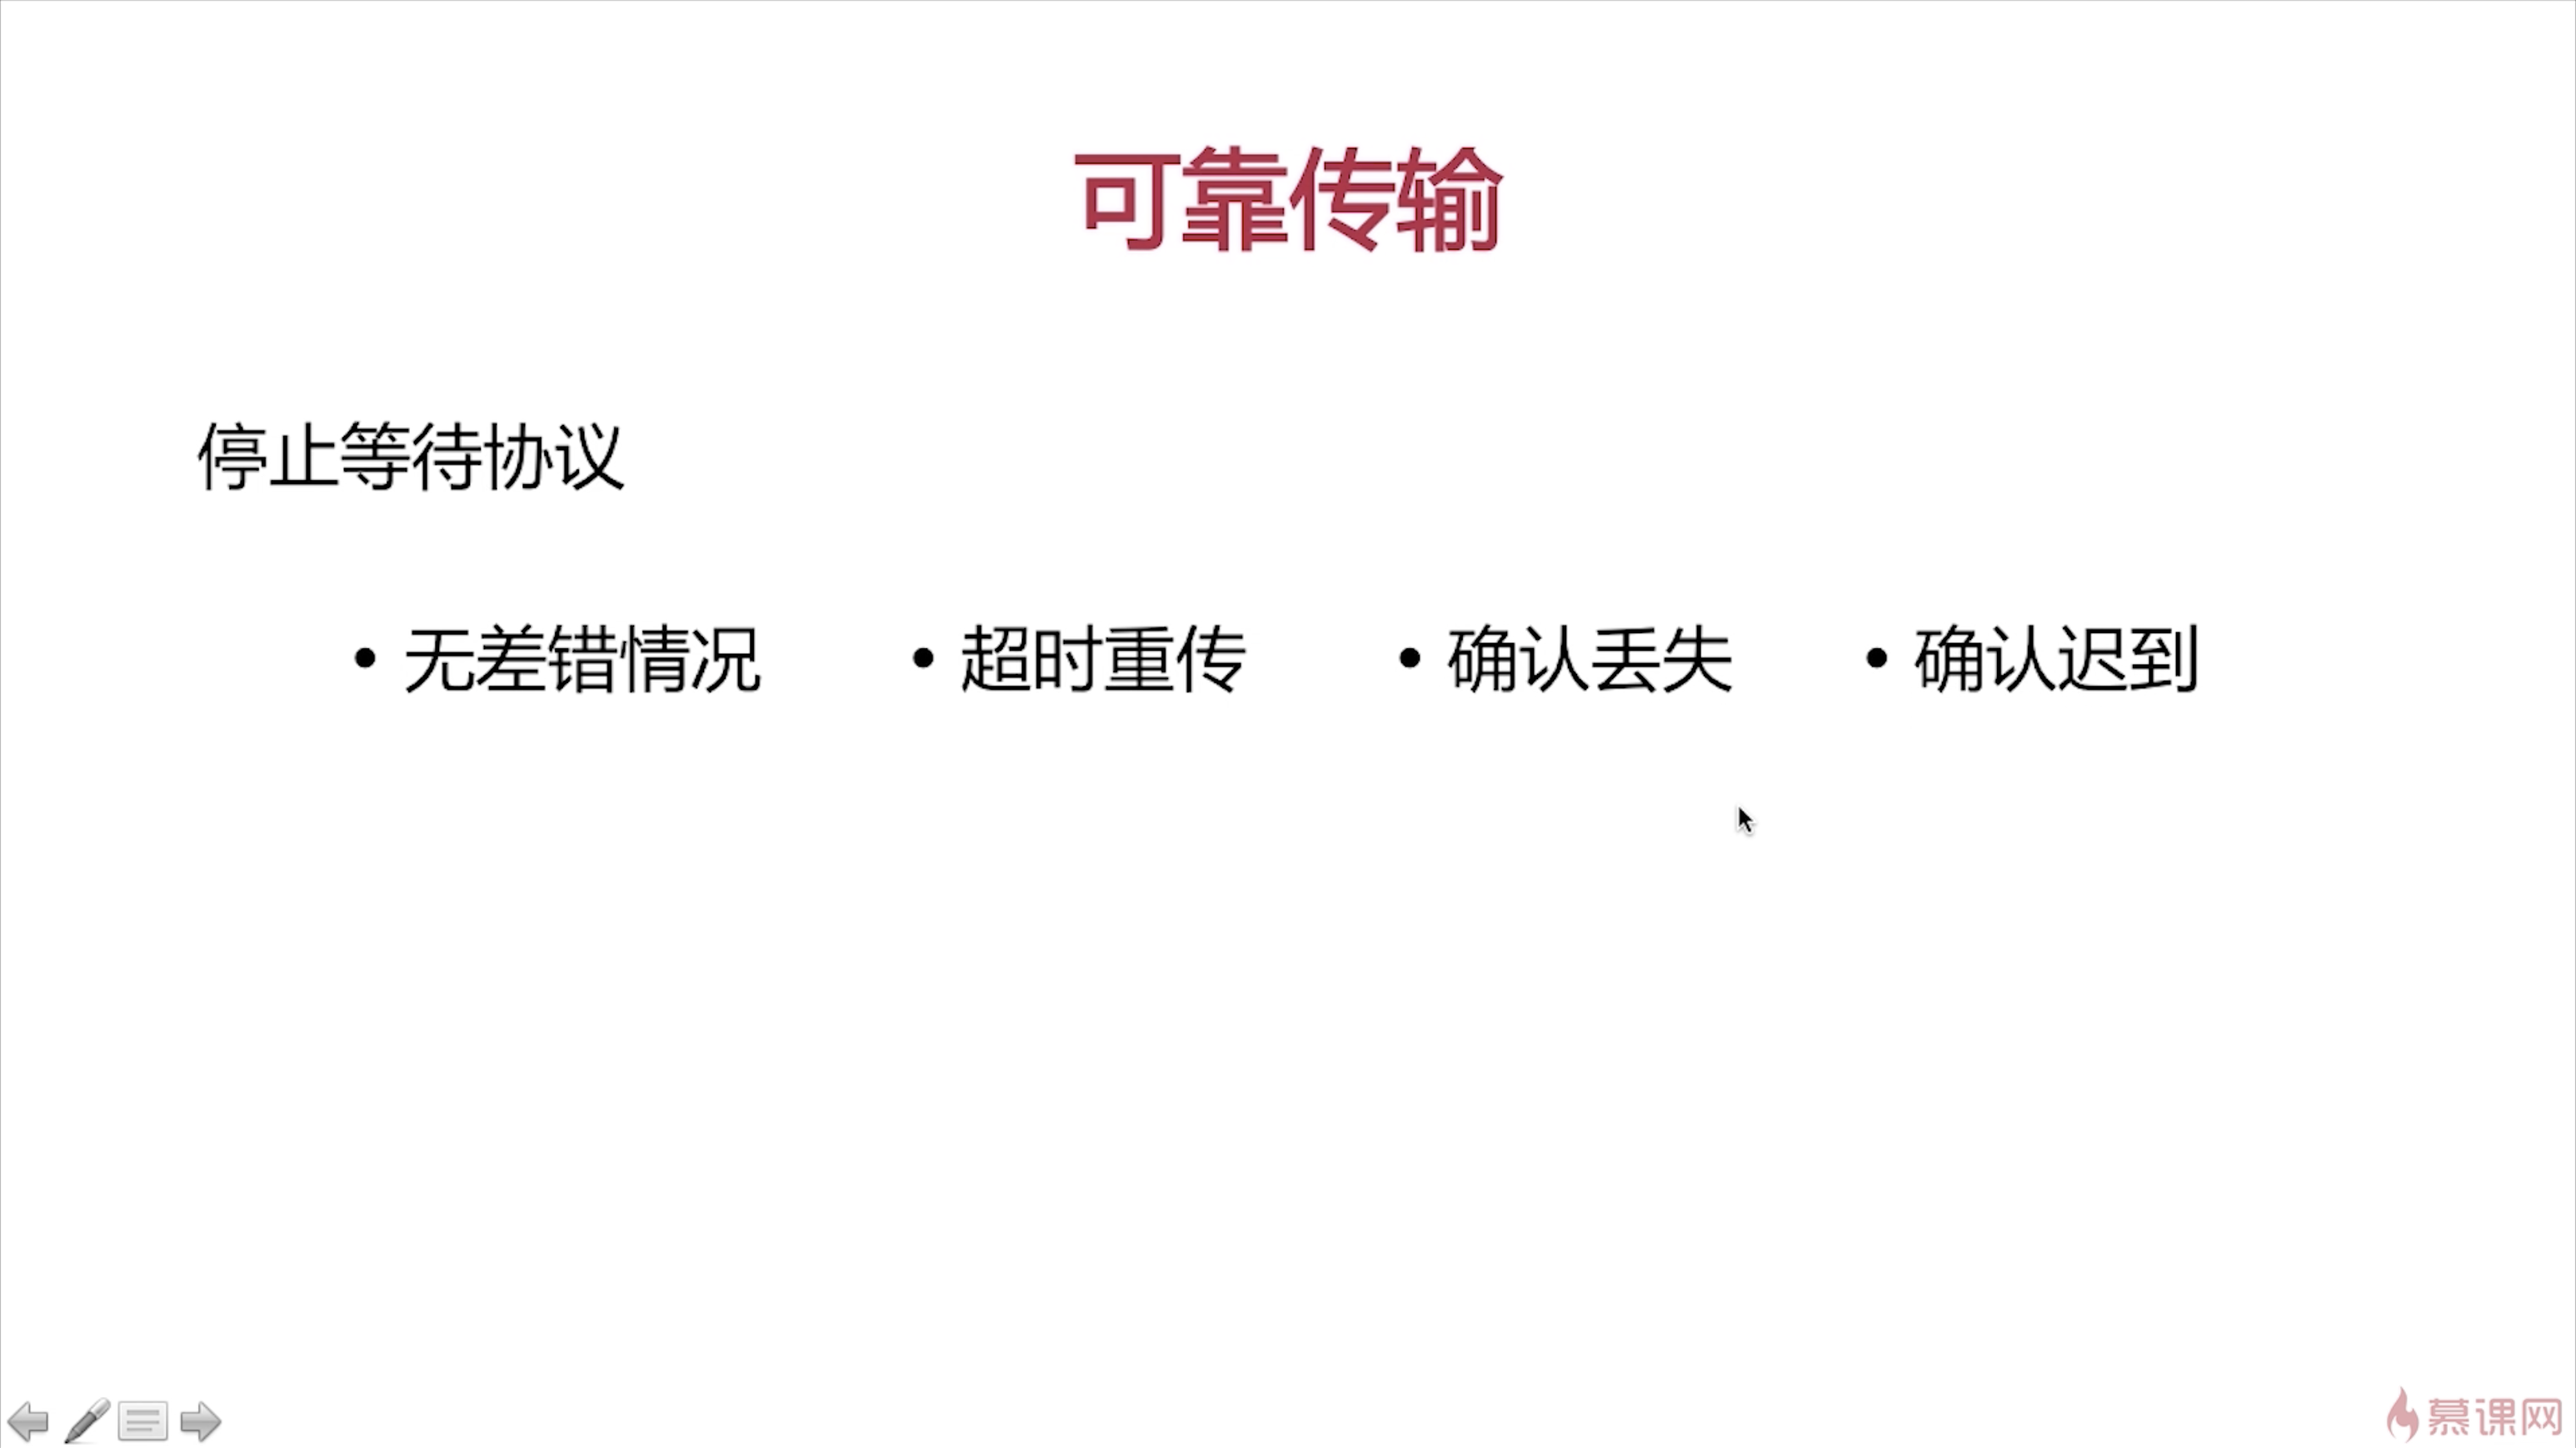 可靠传输
停止等待协议
• 无差错情况 • 超时重传 • 确认丢失 • 确认迟到
慕课网